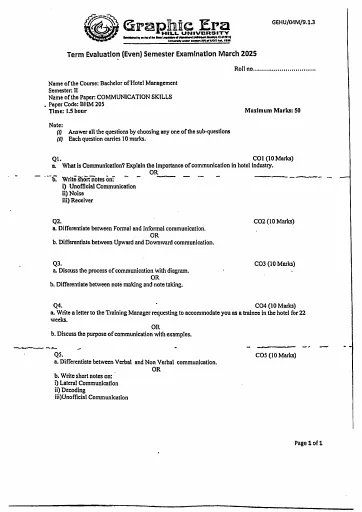 GEHU/04M/9.1.3
Graphic Era
HILL UNIVERSITY
Term Evaluation (Even) Semester Examination March 2025
Roll no..............................
Name of the Course: Bachelor of Hotel Management
Semester: II
Name of the Paper: COMMUNICATION SKILLS
Paper Code: BHM 205
Time: 1.5 hour Maximum Marks: 50
Note:
(i) Answer all the questions by choosing any one of the sub-questions
(ii) Each question carries 10 marks.
Q1. CO1 (10 Marks)
a. What is Communication? Explain the importance of communication in hotel industry.
OR
b. Write short notes on:
i) Unofficial Communication
ii) Noise
iii) Receiver
Q2. CO2 (10 Marks)
a. Differentiate between Formal and Informal communication.
OR
b. Differentiate between Upward and Downward communication.
Q3. CO3 (10 Marks)
a. Discuss the process of communication with diagram.
OR
b. Differentiate between note making and note taking.
Q4. CO4 (10 Marks)
a. Write a letter to the Training Manager requesting to accommodate you as a trainee in the hotel for 22
weeks.
OR
b. Discuss the purpose of communication with examples.
Q5. CO5 (10 Marks)
a. Differentiate between Verbal and Non Verbal communication.
OR
b. Write short notes on:
i) Lateral Communication
ii) Decoding
iii)Unofficial Communication
Page 1 of 1